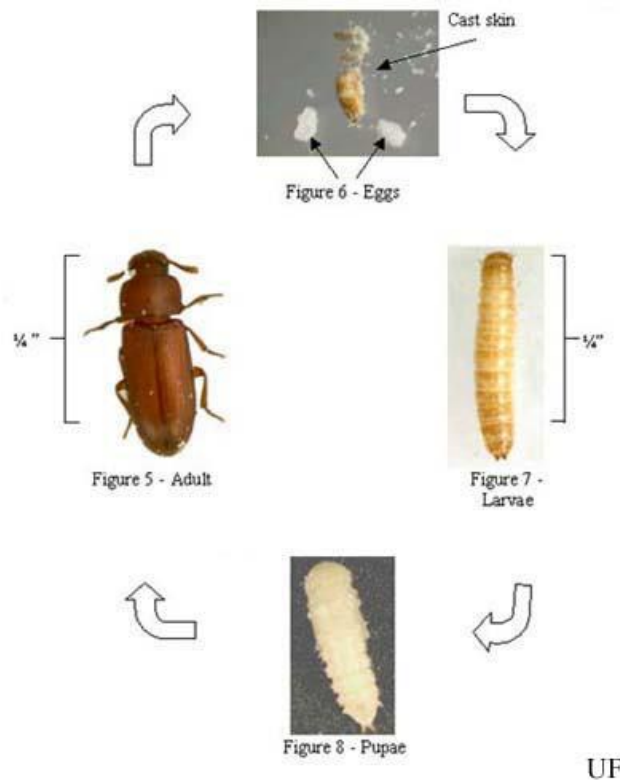 Cast skin
Figure 6 - Eggs
¼"
¼"
Figure 5 - Adult
Figure 7 -
Larvae
Figure 8 - Pupae
UF